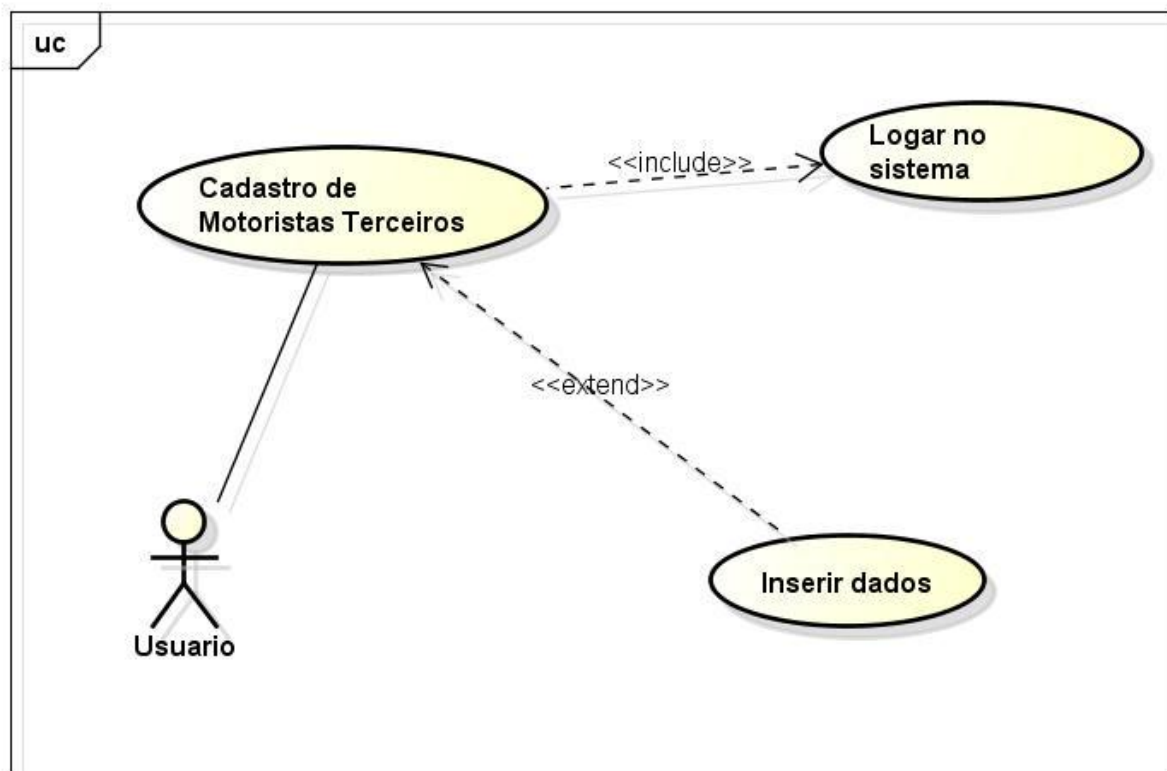 uc
Logar no
sistema
<<include>>
Cadastro de
Motoristas Terceiros
<<extend>>
Inserir dados
Usuario